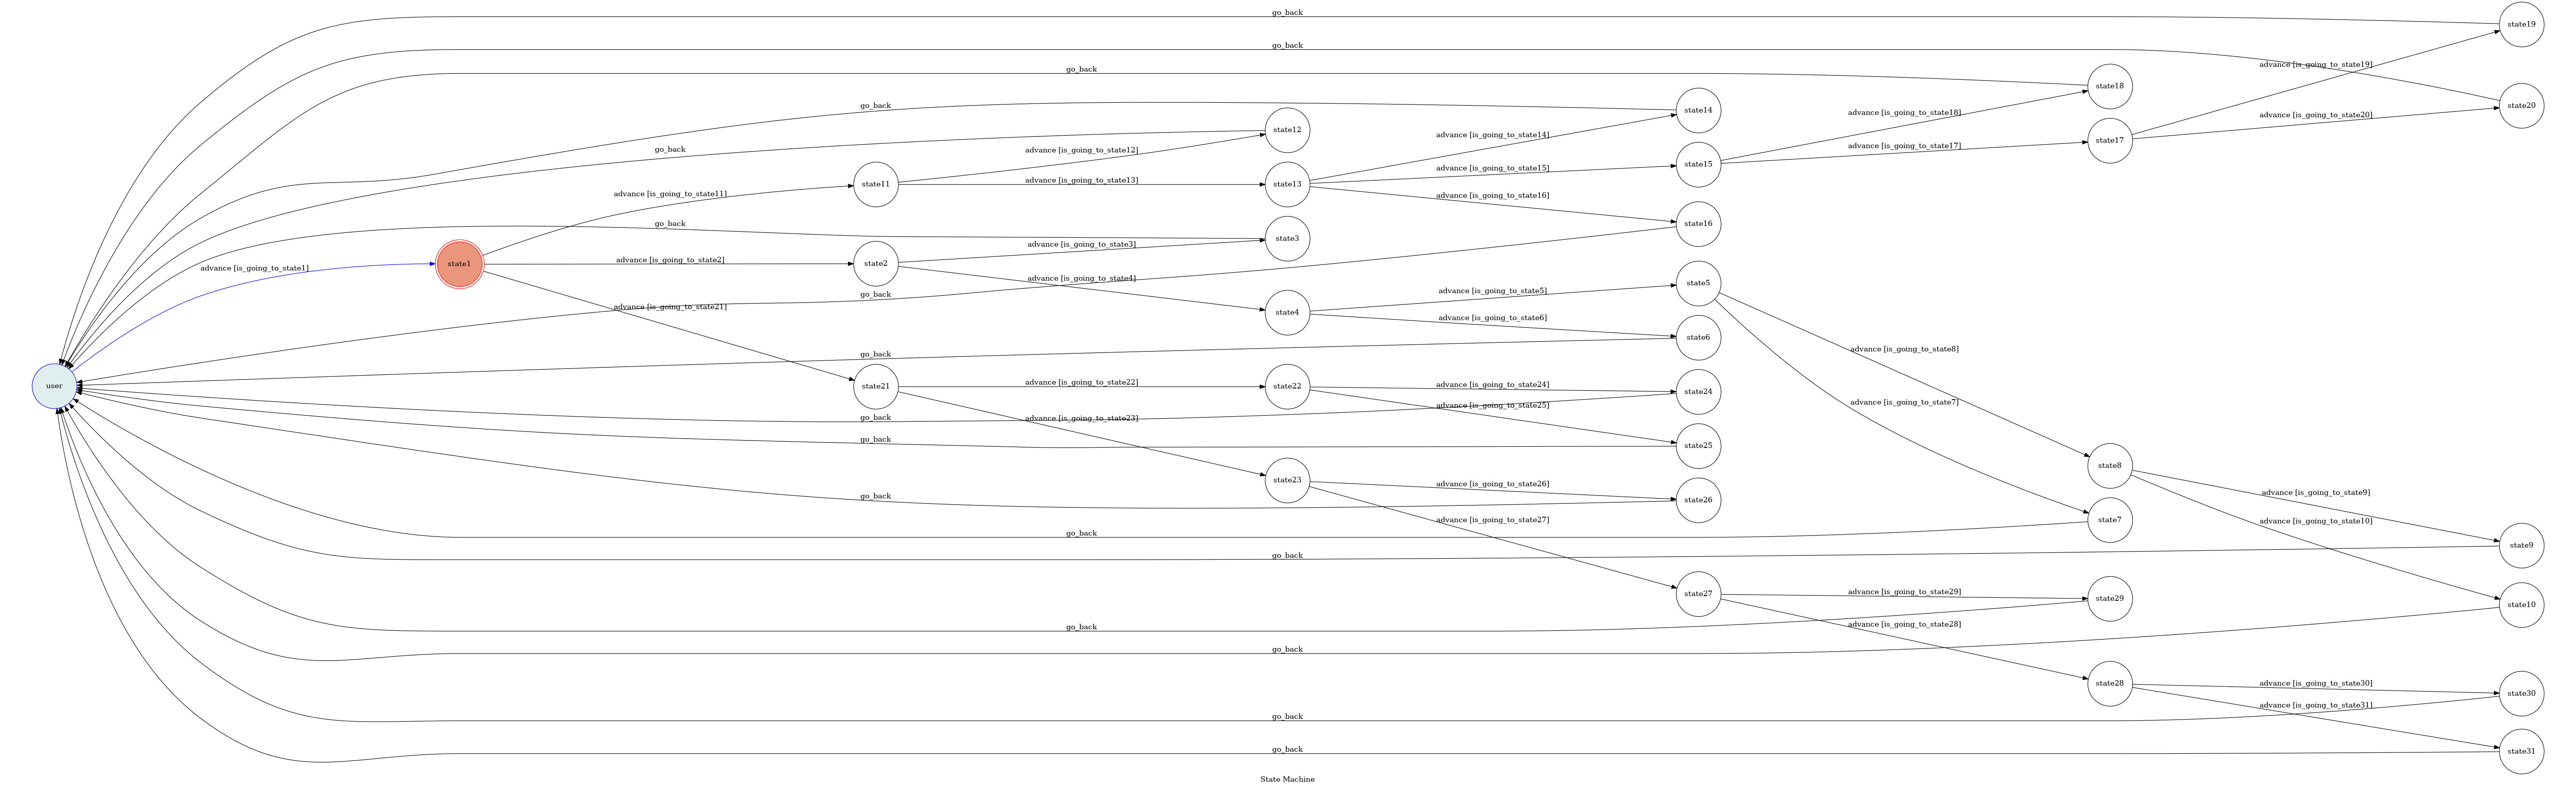 go_back
state19
go_back
advance [is_going_to_state19]
go_back
state18
go_back
state14
state20
advance [is_going_to_state18]
advance [is_going_to_state20]
state12
advance [is_going_to_state14]
state17
go_back
advance [is_going_to_state12]
advance [is_going_to_state17]
state15
advance [is_going_to_state15]
advance [is_going_to_state13]
state11
state13
advance [is_going_to_state11]
advance [is_going_to_state16]
go_back
state16
state3
advance [is_going_to_state3]
advance [is_going_to_state2]
state1
state2
advance [is_going_to_state1]
advance [is_going_to_state4]
state5
advance [is_going_to_state5]
go_back
advance [is_going_to_state21]
state4
advance [is_going_to_state6]
state6
advance [is_going_to_state8]
go_back
advance [is_going_to_state22]
advance [is_going_to_state24]
user
state21
state22
state24
advance [is_going_to_state7]
advance [is_going_to_state25]
go_back
advance [is_going_to_state23]
go_back
state25
state8
state23
advance [is_going_to_state26]
advance [is_going_to_state9]
go_back
state26
advance [is_going_to_state27]
state7
advance [is_going_to_state10]
go_back
state9
go_back
advance [is_going_to_state29]
state27
state29
state10
go_back
advance [is_going_to_state28]
go_back
state28
advance [is_going_to_state30]
state30
advance [is_going_to_state31]
go_back
go_back
state31
State Machine